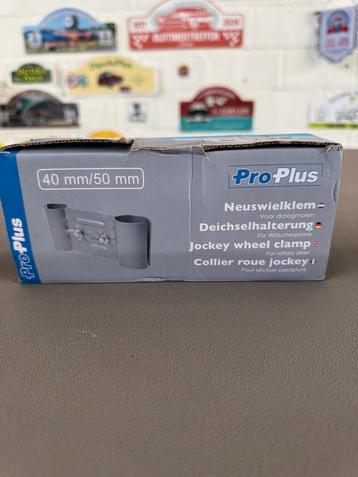 40 mm/50 mm
ProPlus
ProPlus
Neuswielklem
Voor droogmolen
Deichselhalterung
Für Wäschespinne
Jockey wheel clamp
For rotary drier
Collier roue jockey
Pour séchoir parapluie